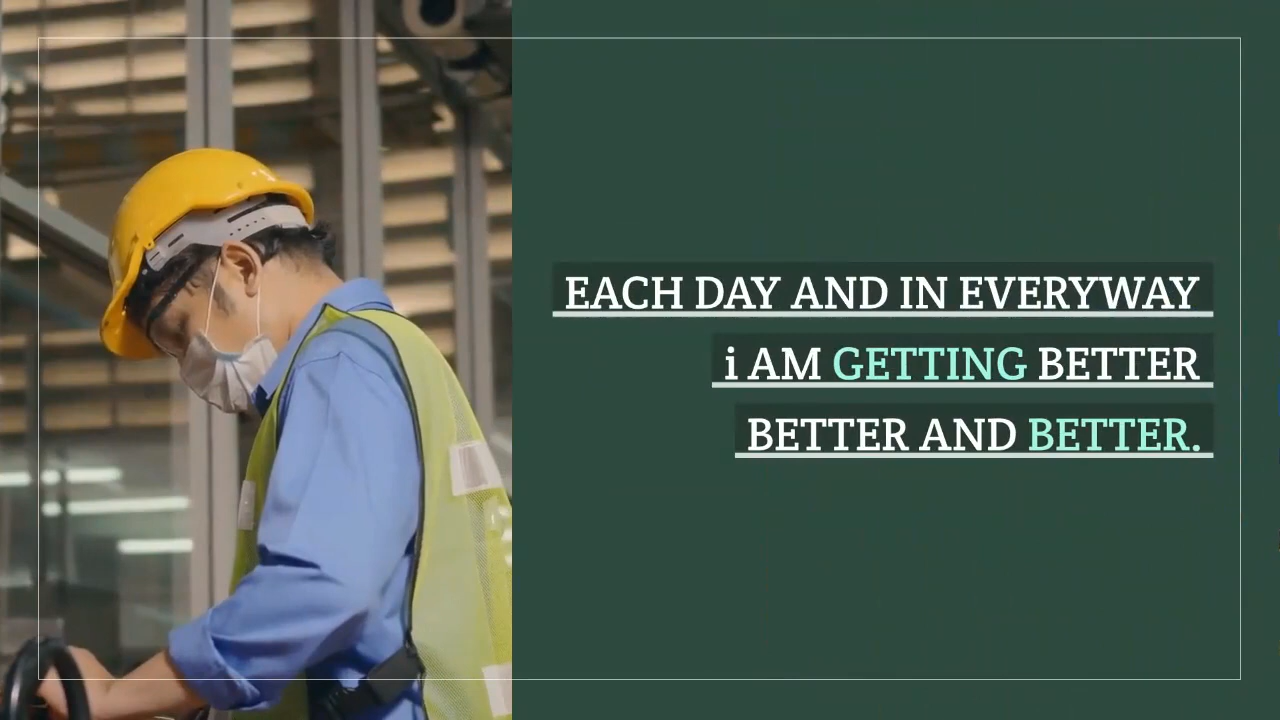 EACH DAY AND IN EVERYWAY
i AM GETTING BETTER
BETTER AND BETTER.